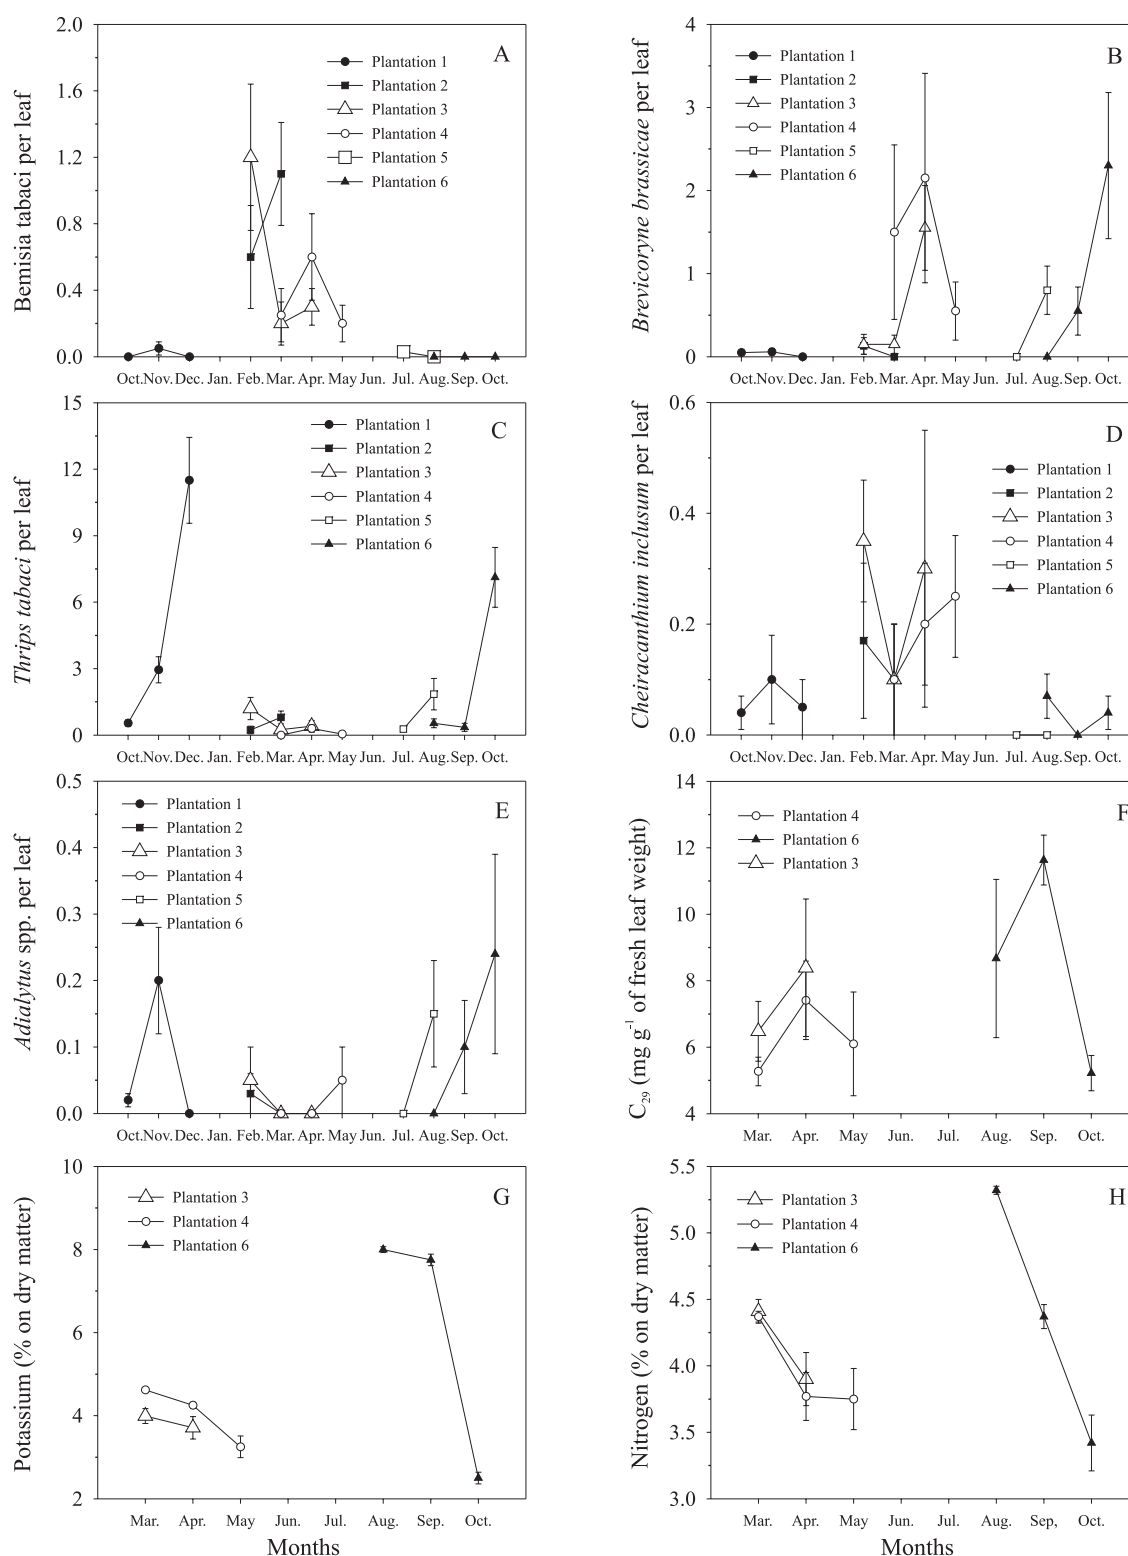 A
Bemisia tabaci per leaf
2.0
1.6
1.2
0.8
0.4
0.0
Plantation 1
Plantation 2
Plantation 3
Plantation 4
Plantation 5
Plantation 6
Oct. Nov. Dec. Jan. Feb. Mar. Apr. May Jun. Jul. Aug. Sep. Oct.
B
Brevicoryne brassicae per leaf
4
3
2
1
0
Plantation 1
Plantation 2
Plantation 3
Plantation 4
Plantation 5
Plantation 6
Oct. Nov. Dec. Jan. Feb. Mar. Apr. May Jun. Jul. Aug. Sep. Oct.
C
Thrips tabaci per leaf
15
12
9
6
3
0
Plantation 1
Plantation 2
Plantation 3
Plantation 4
Plantation 5
Plantation 6
Oct. Nov. Dec. Jan. Feb. Mar. Apr. May Jun. Jul. Aug. Sep. Oct.
D
Cheiracanthium inclusum per leaf
0.6
0.4
0.2
0.0
Plantation 1
Plantation 2
Plantation 3
Plantation 4
Plantation 5
Plantation 6
Oct. Nov. Dec. Jan. Feb. Mar. Apr. May Jun. Jul. Aug. Sep. Oct.
E
Adialytus spp. per leaf
0.5
0.4
0.3
0.2
0.1
0.0
Plantation 1
Plantation 2
Plantation 3
Plantation 4
Plantation 5
Plantation 6
Oct. Nov. Dec. Jan. Feb. Mar. Apr. May Jun. Jul. Aug. Sep. Oct.
F
C₂₉ (mg g⁻¹ of fresh leaf weight)
14
12
10
8
6
4
Plantation 4
Plantation 6
Plantation 3
Mar. Apr. May Jun. Jul. Aug. Sep. Oct.
G
Potassium (% on dry matter)
10
8
6
4
2
Plantation 3
Plantation 4
Plantation 6
Mar. Apr. May Jun. Jul. Aug. Sep. Oct.
Months
H
Nitrogen (% on dry matter)
5.5
5.0
4.5
4.0
3.5
3.0
Plantation 3
Plantation 4
Plantation 6
Mar. Apr. May Jun. Jul. Aug. Sep, Oct.
Months